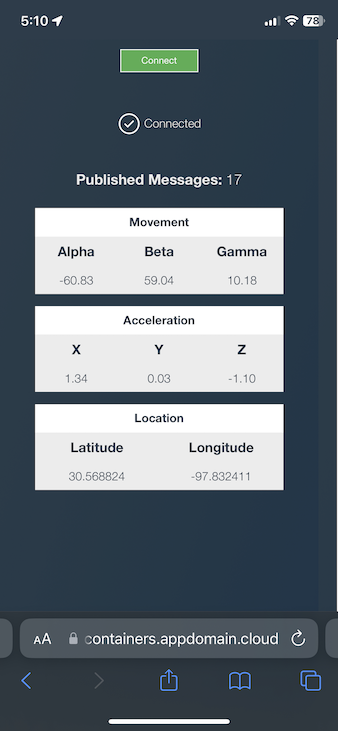 5:10
78
Connect
Connected
Published Messages: 17
Movement
Alpha Beta Gamma
-60.83 59.04 10.18
Acceleration
X Y Z
1.34 0.03 -1.10
Location
Latitude Longitude
30.568824 -97.832411
AA containers.appdomain.cloud